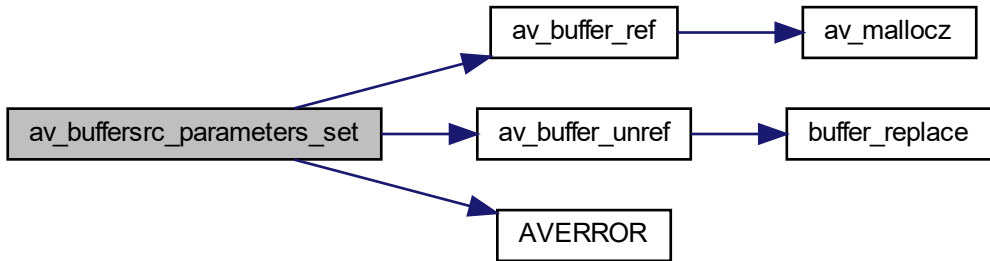 av_buffersrc_parameters_set
av_buffer_ref
av_mallocz
av_buffer_unref
buffer_replace
AVERROR